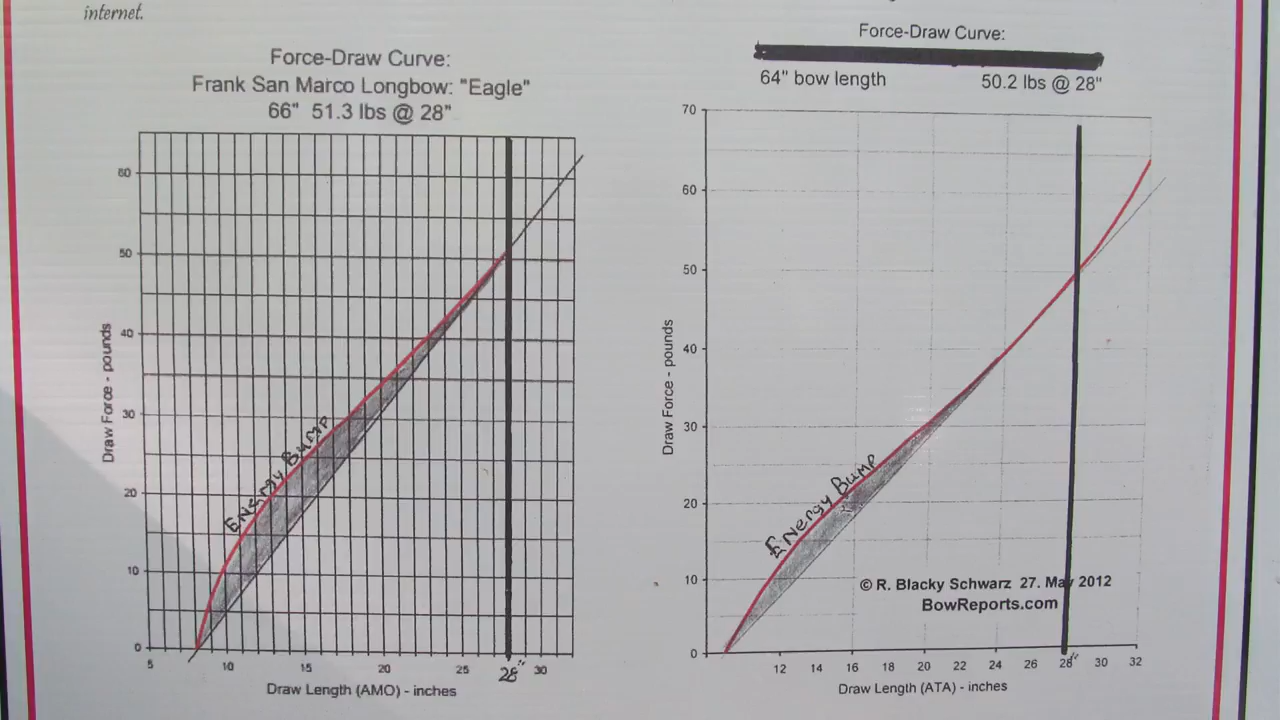 internet.
Force-Draw Curve:
Frank San Marco Longbow: "Eagle"
66" 51.3 lbs @ 28"
60
50
40
30
20
10
0
Draw Force - pounds
Energy Bump
5 10 15 20 25 28" 30
Draw Length (AMO) - inches
Force-Draw Curve:
64" bow length 50.2 lbs @ 28"
70
60
50
40
30
20
10
0
Draw Force - pounds
Energy Bump
© R. Blacky Schwarz 27. May 2012
BowReports.com
12 14 16 18 20 22 24 26 28" 30 32
Draw Length (ATA) - inches